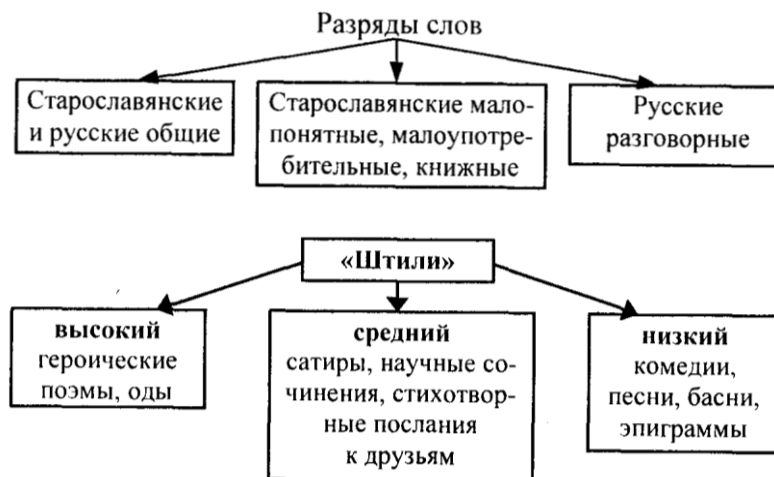 Разряды слов
Старославянские
и русские общие
Старославянские мало-
понятные, малоупотре-
бительные, книжные
Русские
разговорные
«Штили»
высокий
героические
поэмы, оды
средний
сатиры, научные со-
чинения, стихотвор-
ные послания
к друзьям
низкий
комедии,
песни, басни,
эпиграммы